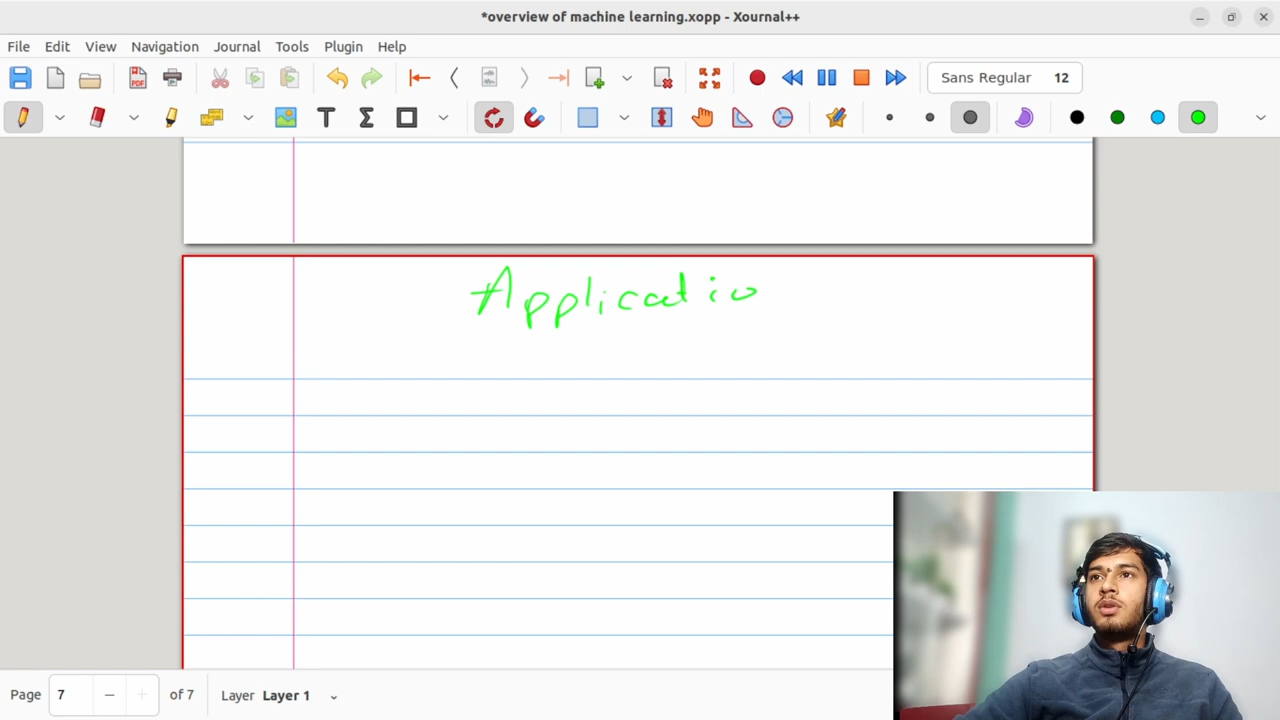 *overview of machine learning.xopp - Xournal++
File Edit View Navigation Journal Tools Plugin Help
Sans Regular 12
Applicatio
Page 7 of 7 Layer Layer 1